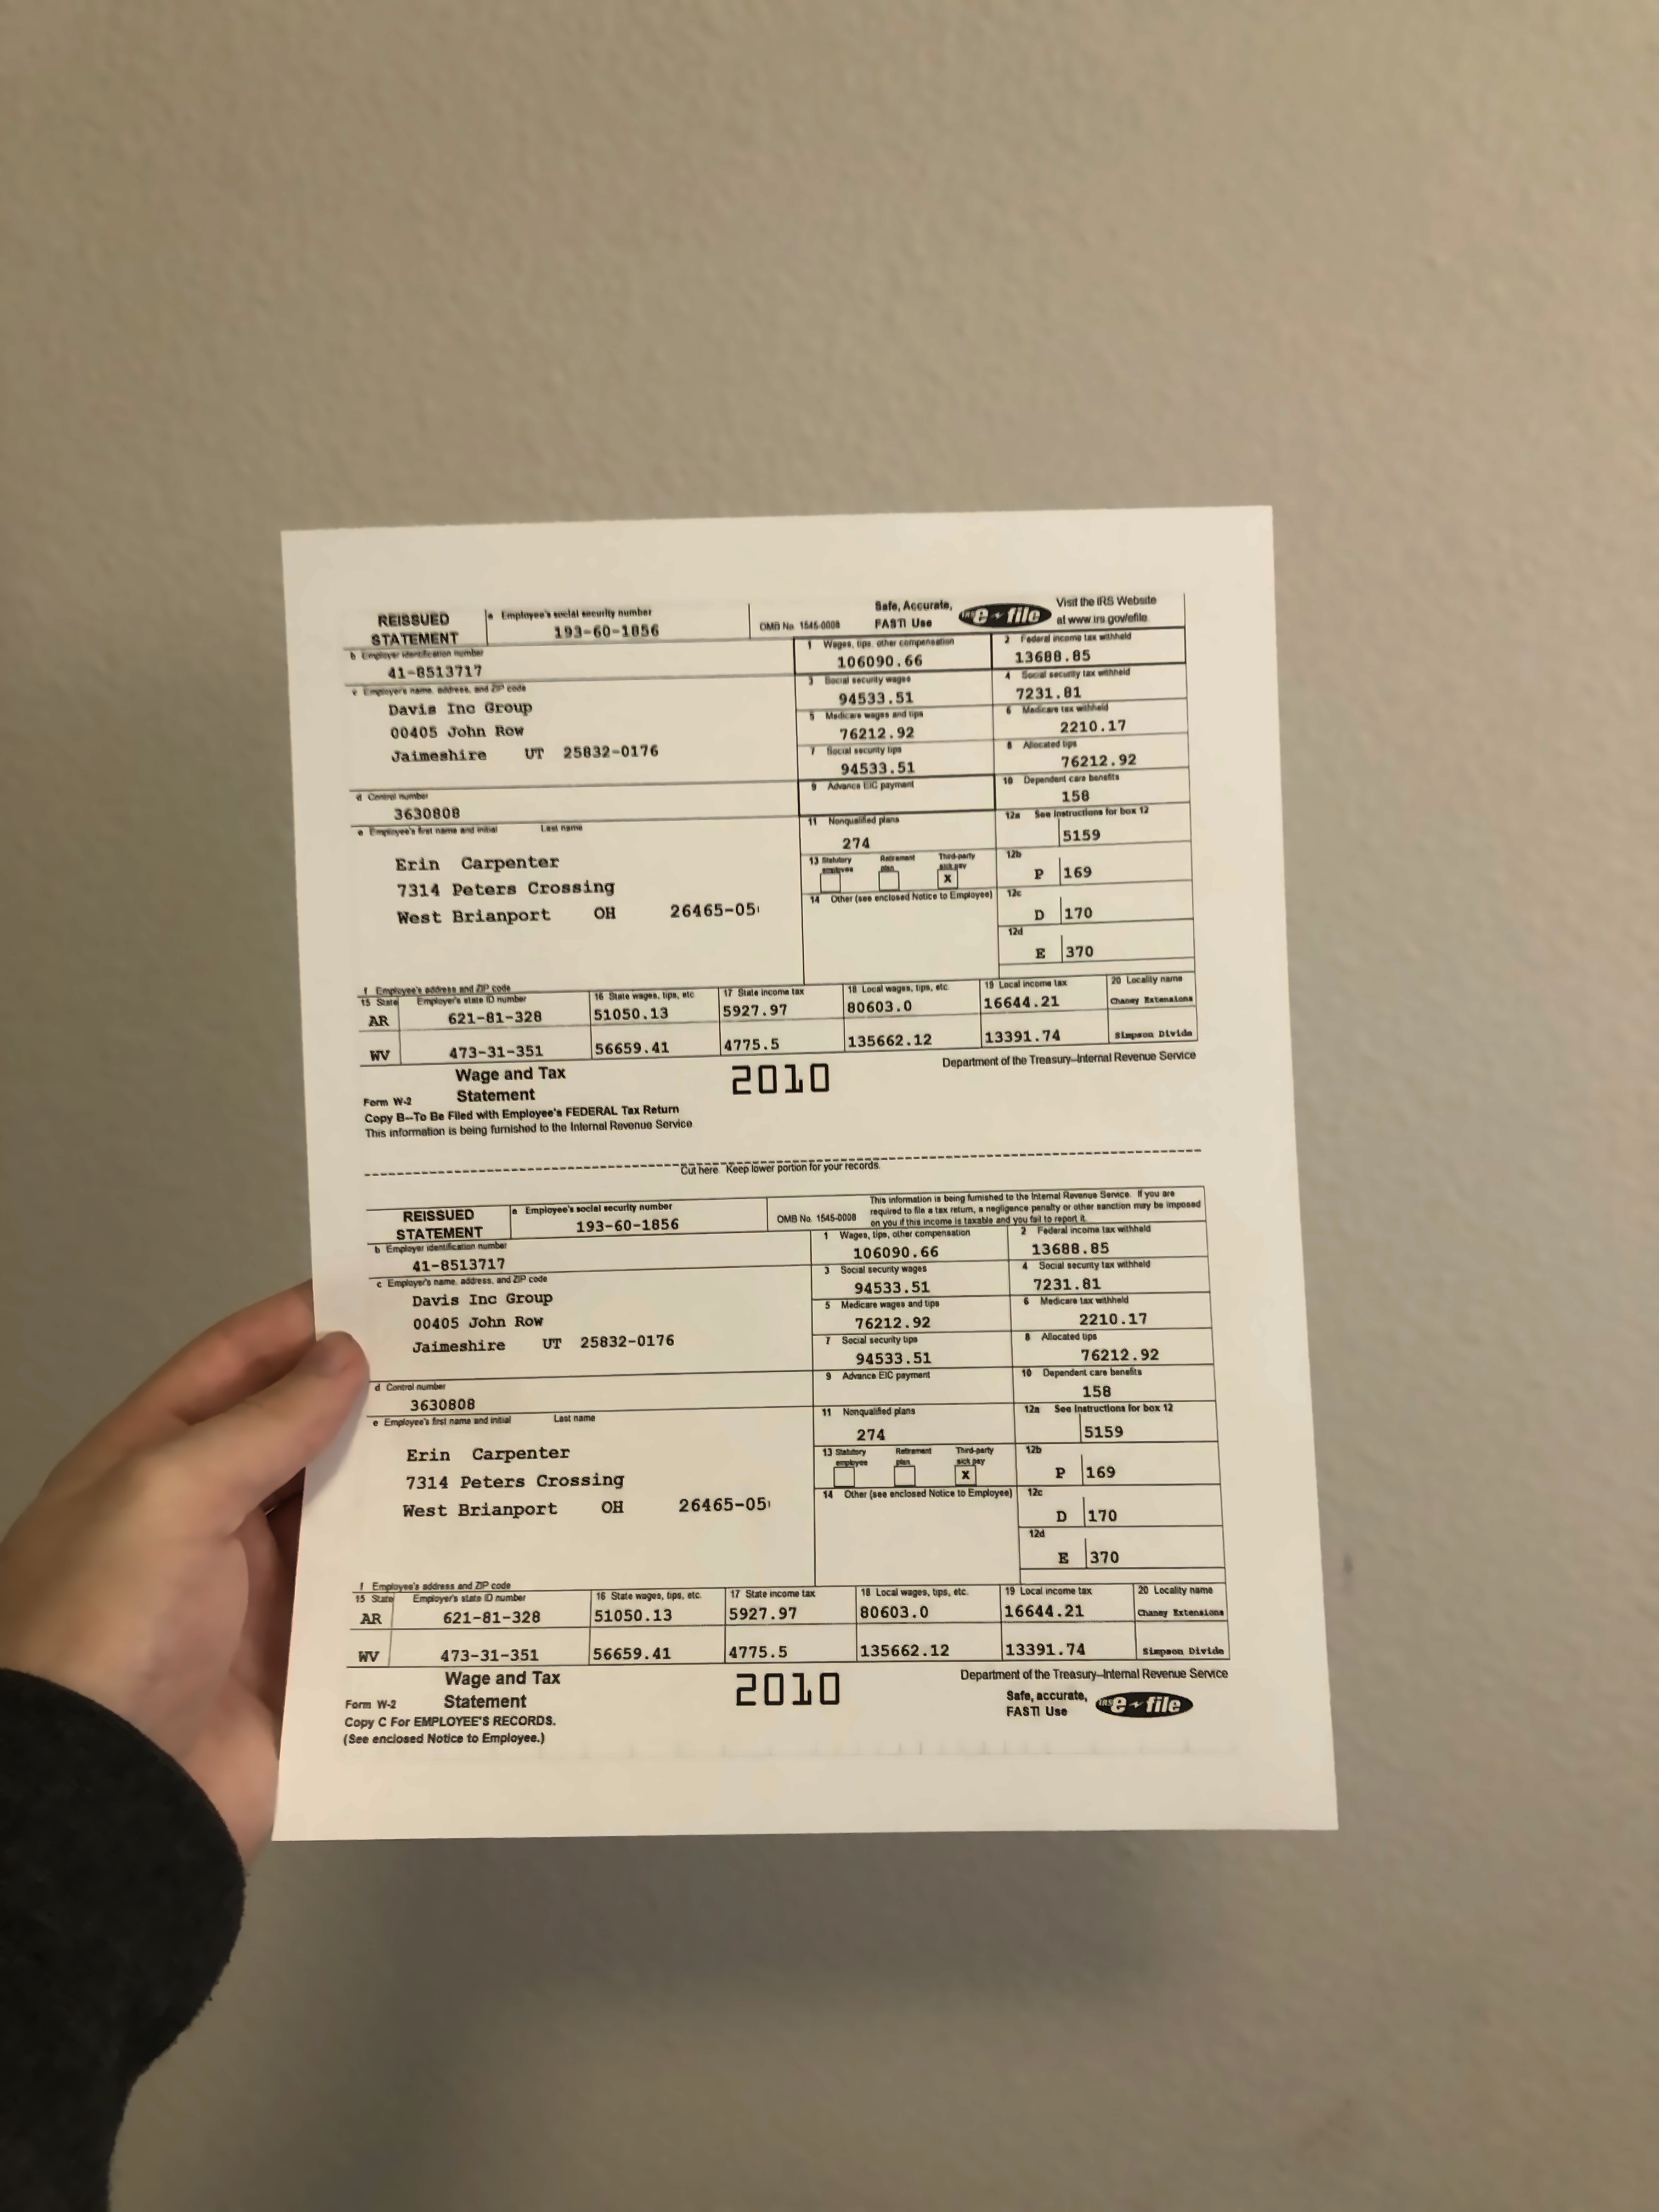 REISSUED STATEMENT
a Employee's social security number
193-60-1856
OMB No. 1545-0008
Safe, Accurate, FAST! Use
IRS e-file
Visit the IRS Website at www.irs.gov/efile.
b Employer identification number
41-8513717
1 Wages, tips, other compensation
106090.66
2 Federal income tax withheld
13688.85
c Employer's name, address, and ZIP code
Davis Inc Group
00405 John Row
Jaimeshire UT 25832-0176
3 Social security wages
94533.51
4 Social security tax withheld
7231.81
5 Medicare wages and tips
76212.92
6 Medicare tax withheld
2210.17
7 Social security tips
94533.51
8 Allocated tips
76212.92
d Control number
3630808
9 Advance EIC payment
10 Dependent care benefits
158
e Employee's first name and initial Last name
Erin Carpenter
7314 Peters Crossing
West Brianport OH 26465-05
11 Nonqualified plans
274
12a See Instructions for box 12
5159
13 Statutory employee Retirement plan Third-party sick pay
X
12b
P 169
14 Other (see enclosed Notice to Employee)
12c
D 170
12d
E 370
f Employee's address and ZIP code
15 State Employer's state ID number 16 State wages, tips, etc 17 State income tax 18 Local wages, tips, etc. 19 Local income tax 20 Locality name
AR 621-81-328 51050.13 5927.97 80603.0 16644.21 Chaney Extensions
WV 473-31-351 56659.41 4775.5 135662.12 13391.74 Simpson Divide
Form W-2 Wage and Tax Statement
2010
Department of the Treasury--Internal Revenue Service
Copy B--To Be Filed with Employee's FEDERAL Tax Return
This information is being furnished to the Internal Revenue Service
Cut here. Keep lower portion for your records.
REISSUED STATEMENT
a Employee's social security number
193-60-1856
OMB No. 1545-0008
This information is being furnished to the Internal Revenue Service. If you are
required to file a tax return, a negligence penalty or other sanction may be imposed
on you if this income is taxable and you fail to report it.
b Employer identification number
41-8513717
1 Wages, tips, other compensation
106090.66
2 Federal income tax withheld
13688.85
c Employer's name, address, and ZIP code
Davis Inc Group
00405 John Row
Jaimeshire UT 25832-0176
3 Social security wages
94533.51
4 Social security tax withheld
7231.81
5 Medicare wages and tips
76212.92
6 Medicare tax withheld
2210.17
7 Social security tips
94533.51
8 Allocated tips
76212.92
d Control number
3630808
9 Advance EIC payment
10 Dependent care benefits
158
e Employee's first name and initial Last name
Erin Carpenter
7314 Peters Crossing
West Brianport OH 26465-05
11 Nonqualified plans
274
12a See Instructions for box 12
5159
13 Statutory employee Retirement plan Third-party sick pay
X
12b
P 169
14 Other (see enclosed Notice to Employee)
12c
D 170
12d
E 370
f Employee's address and ZIP code
15 State Employer's state ID number 16 State wages, tips, etc. 17 State income tax 18 Local wages, tips, etc. 19 Local income tax 20 Locality name
AR 621-81-328 51050.13 5927.97 80603.0 16644.21 Chaney Extensions
WV 473-31-351 56659.41 4775.5 135662.12 13391.74 Simpson Divide
Form W-2 Wage and Tax Statement
2010
Department of the Treasury--Internal Revenue Service
Safe, accurate, FAST! Use
IRS e-file
Copy C For EMPLOYEE'S RECORDS.
(See enclosed Notice to Employee.)